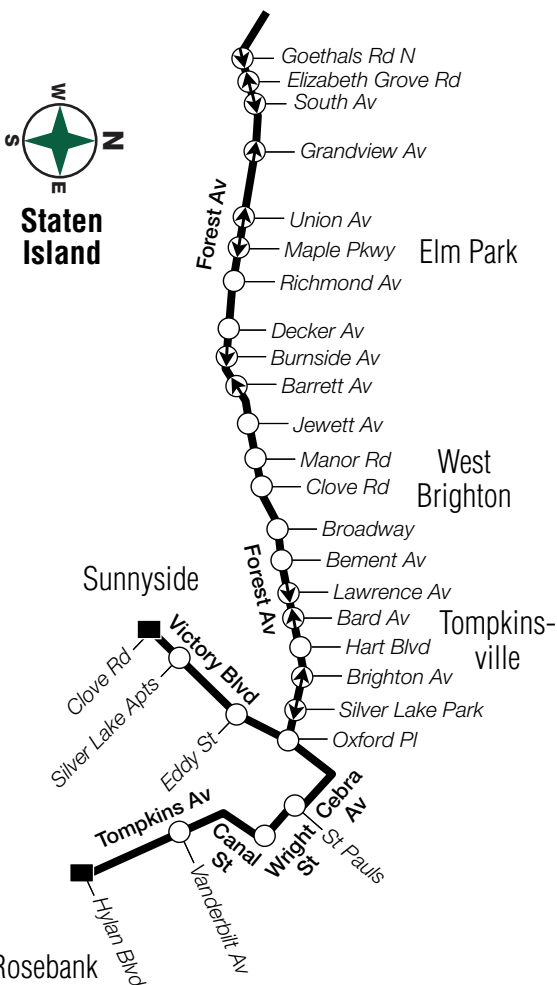 Goethals Rd N
Elizabeth Grove Rd
South Av
W
N
S
E
Grandview Av
Staten
Island
Forest Av
Union Av
Maple Pkwy
Elm Park
Richmond Av
Decker Av
Burnside Av
Barrett Av
Jewett Av
Manor Rd
West
Brighton
Clove Rd
Broadway
Forest Av
Bement Av
Sunnyside
Lawrence Av
Bard Av
Tompkins-
ville
Hart Blvd
Victory Blvd
Clove Rd
Brighton Av
Silver Lake Apts
Silver Lake Park
Eddy St
Oxford Pl
Cebra
Av
Tompkins Av
Canal
St
Wright
St
St Pauls
Vanderbilt Av
Hylan Blvd
Rosebank